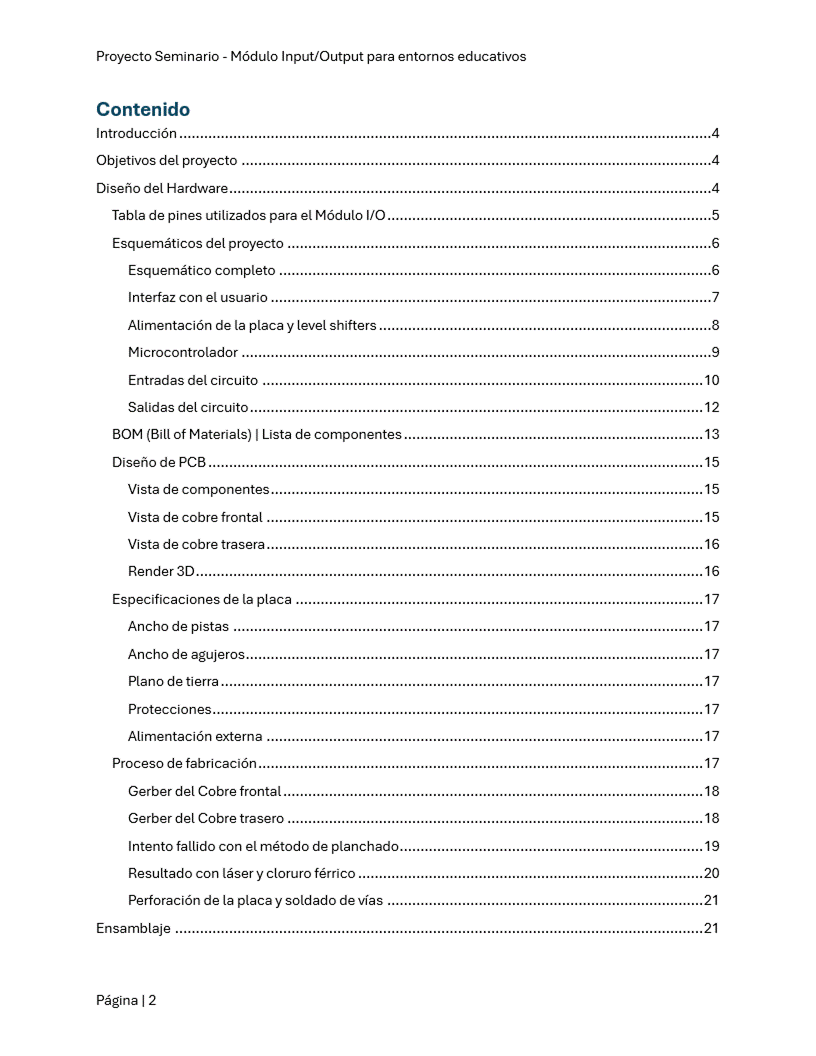 Proyecto Seminario - Módulo Input/Output para entornos educativos
Contenido
Introducción ....................................................................................................................4
Objetivos del proyecto ....................................................................................................4
Diseño del Hardware.......................................................................................................4
Tabla de pines utilizados para el Módulo I/O....................................................................5
Esquemáticos del proyecto .............................................................................................6
Esquemático completo ...................................................................................................6
Interfaz con el usuario .....................................................................................................7
Alimentación de la placa y level shifters ..........................................................................8
Microcontrolador ............................................................................................................9
Entradas del circuito .....................................................................................................10
Salidas del circuito........................................................................................................12
BOM (Bill of Materials) | Lista de componentes ..............................................................13
Diseño de PCB ..............................................................................................................15
Vista de componentes...................................................................................................15
Vista de cobre frontal ....................................................................................................15
Vista de cobre trasera....................................................................................................16
Render 3D.....................................................................................................................16
Especificaciones de la placa .........................................................................................17
Ancho de pistas ............................................................................................................17
Ancho de agujeros.........................................................................................................17
Plano de tierra ..............................................................................................................17
Protecciones.................................................................................................................17
Alimentación externa ....................................................................................................17
Proceso de fabricación..................................................................................................17
Gerber del Cobre frontal ................................................................................................18
Gerber del Cobre trasero ...............................................................................................18
Intento fallido con el método de planchado....................................................................19
Resultado con láser y cloruro férrico ..............................................................................20
Perforación de la placa y soldado de vías .......................................................................21
Ensamblaje ...................................................................................................................21
Página | 2